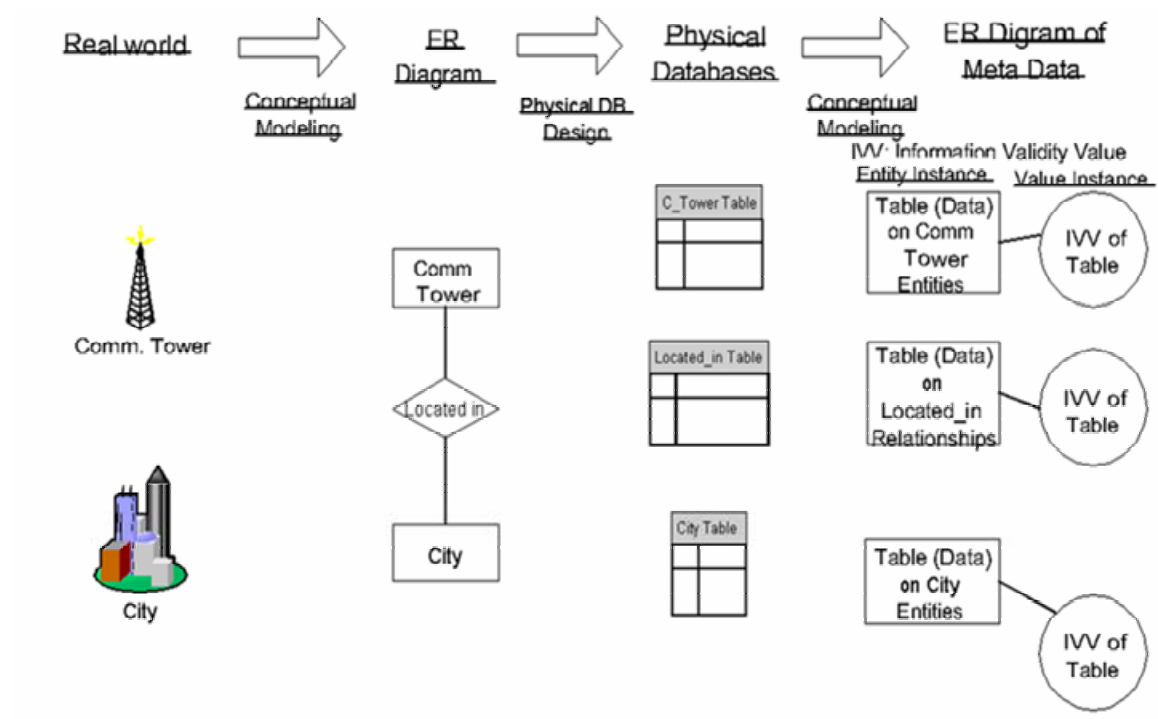 Real world
ER
Diagram
Physical
Databases
ER Digram of
Meta Data
Conceptual
Modeling
Physical DB
Design
Conceptual
Modeling
IVV: Information Validity Value
Entity Instance
Value Instance
C_Tower Table
Table (Data)
on Comm
Tower
Entities
IVV of
Table
Comm
Tower
Comm. Tower
Located_in Table
Table (Data)
on
Located_in
Relationships
IVV of
Table
Located in
City Table
City
Table (Data)
on City
Entities
City
IVV of
Table